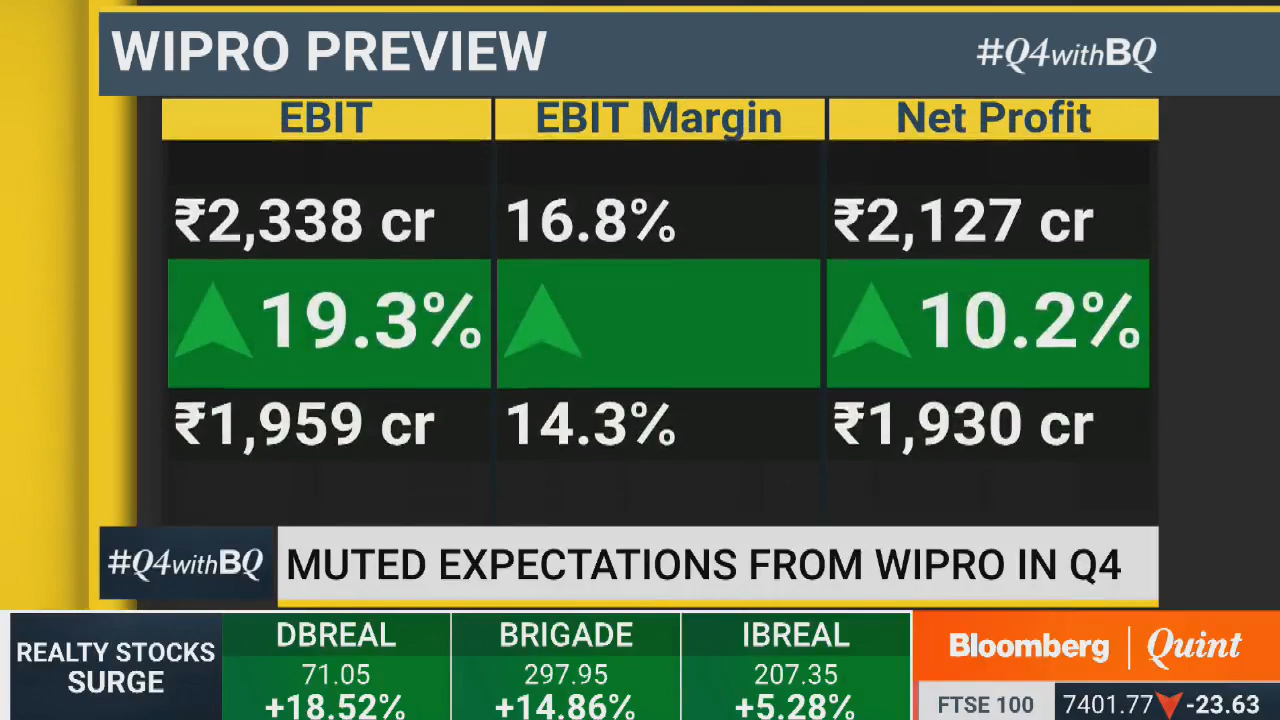 WIPRO PREVIEW
#Q4withBQ
EBIT EBIT Margin Net Profit
₹2,338 cr 16.8% ₹2,127 cr
19.3% 10.2%
₹1,959 cr 14.3% ₹1,930 cr
#Q4withBQ
MUTED EXPECTATIONS FROM WIPRO IN Q4
REALTY STOCKS
SURGE
DBREAL
71.05
+18.52%
BRIGADE
297.95
+14.86%
IBREAL
207.35
+5.28%
Bloomberg | Quint
FTSE 100 7401.77 -23.63